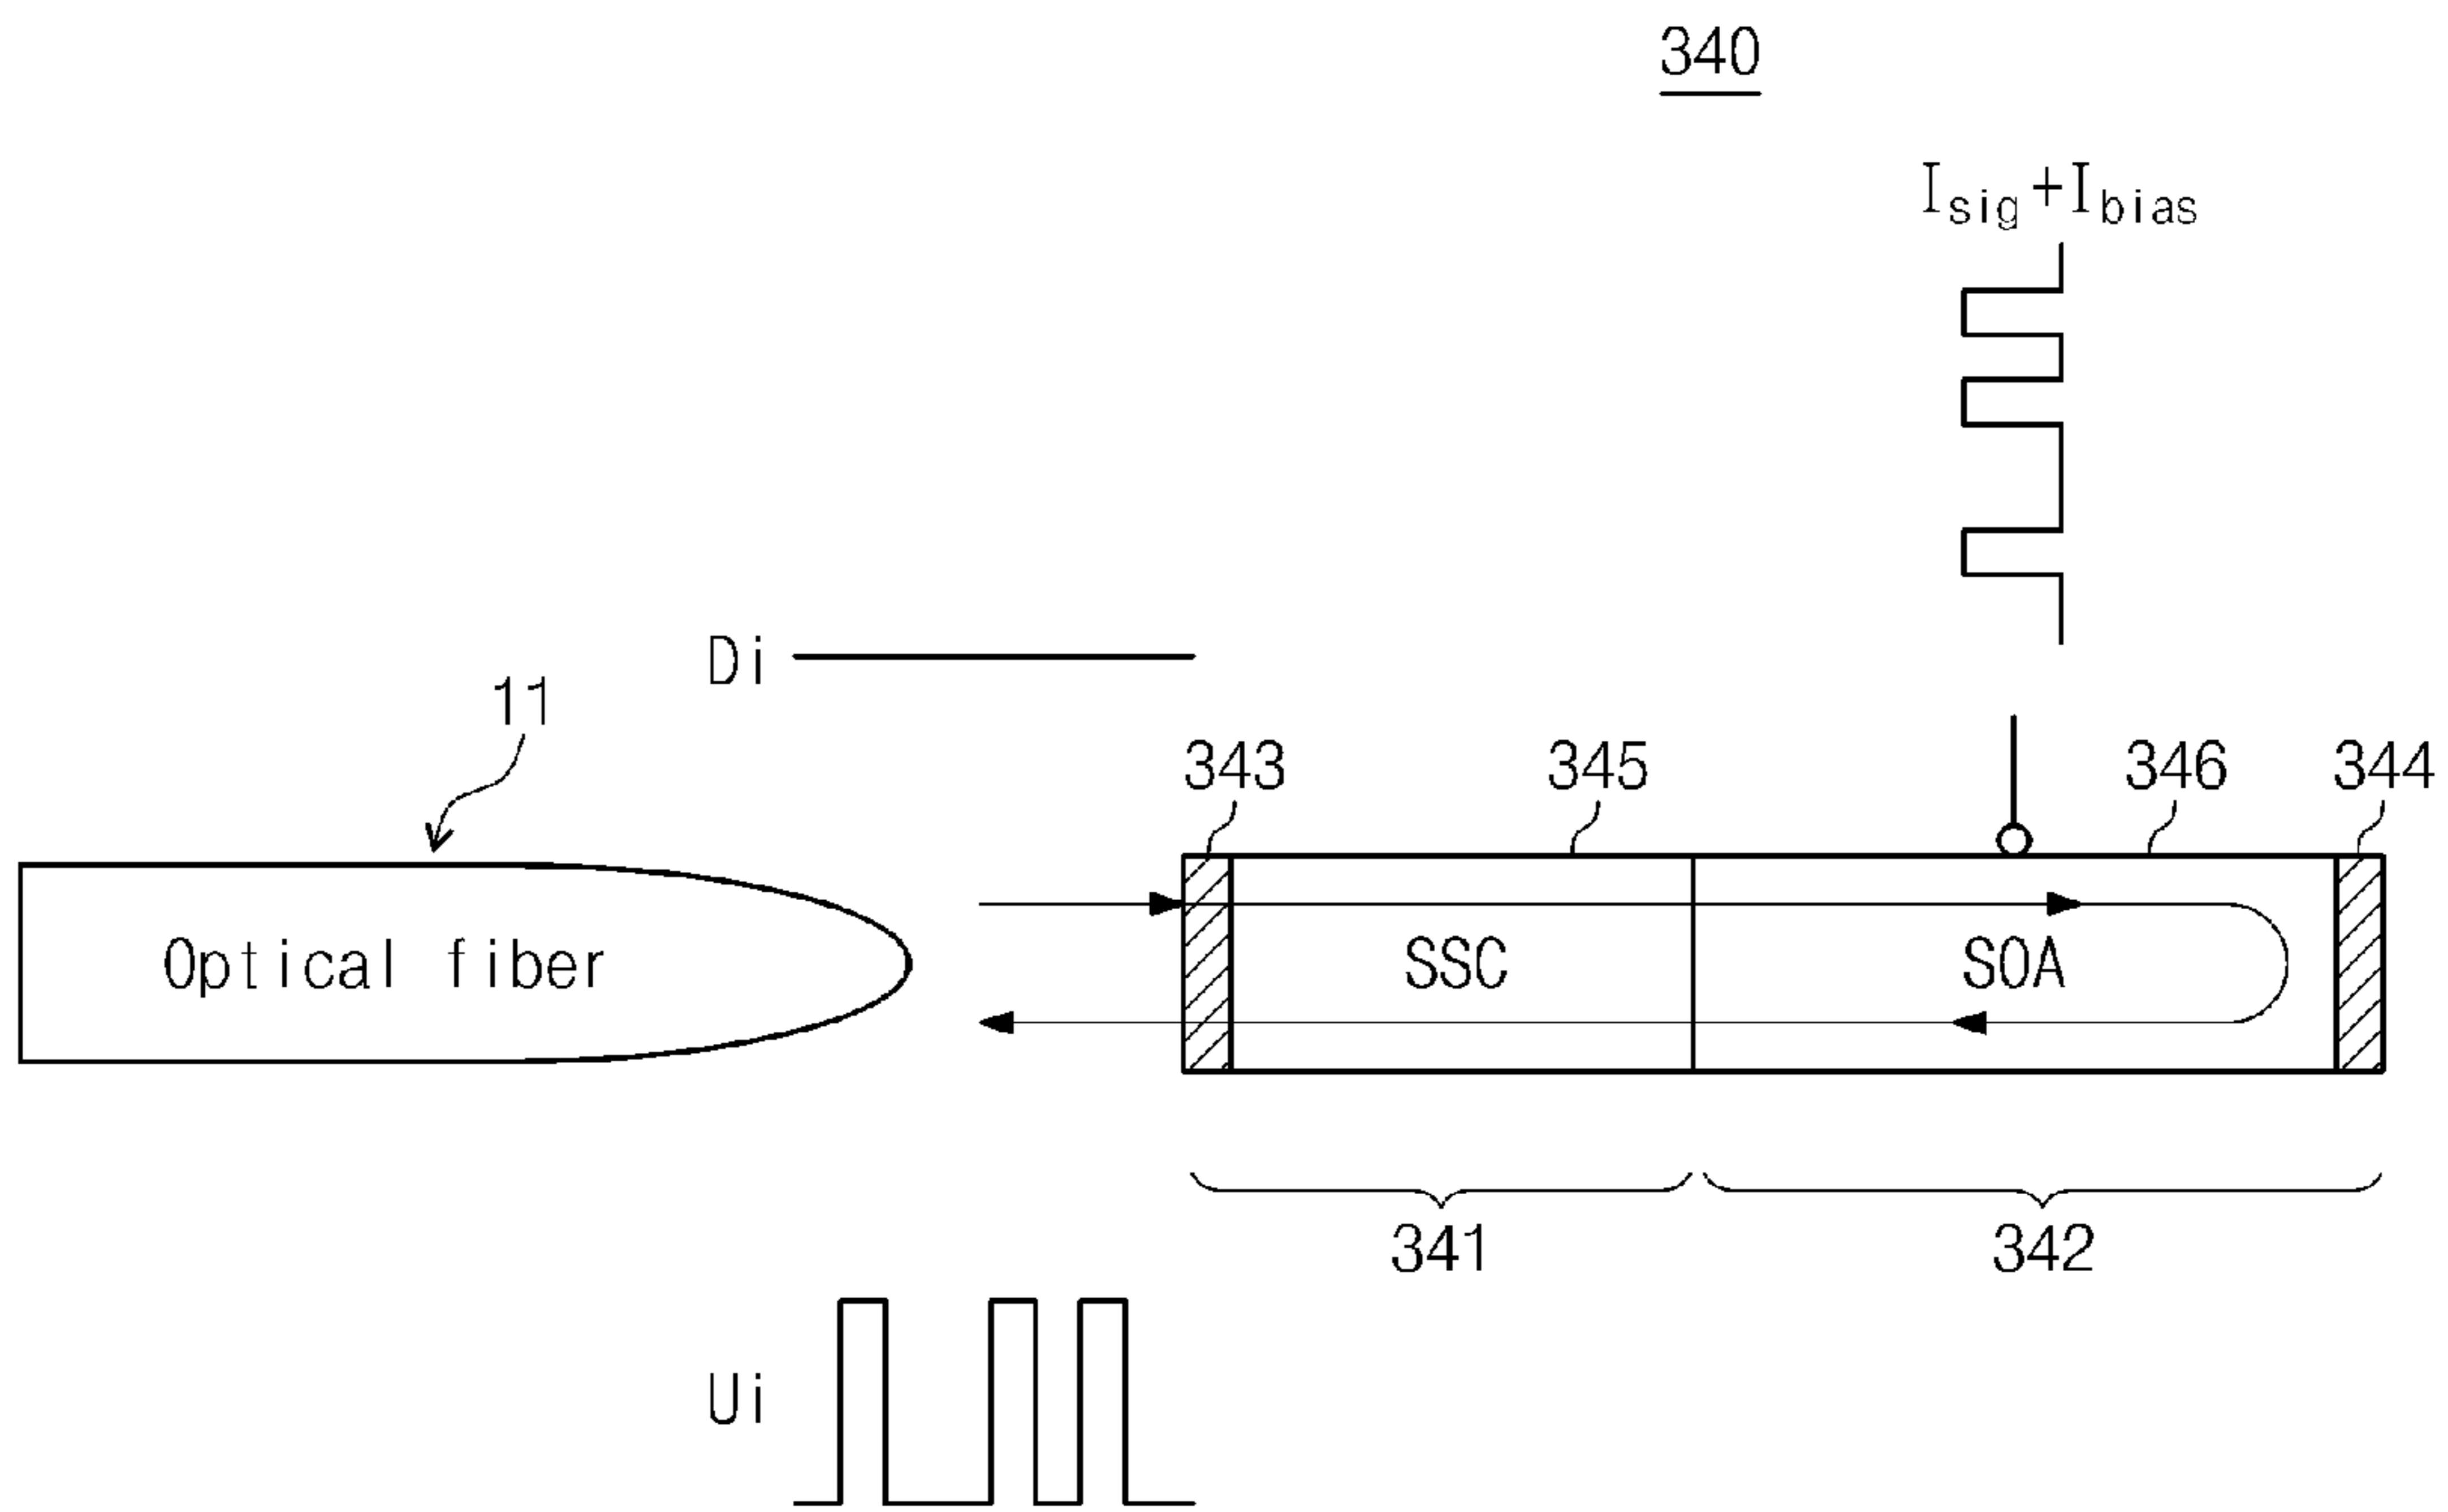 340
Isig+Ibias
Di
11
343 345 346 344
Optical fiber SSC SOA
341 342
Ui